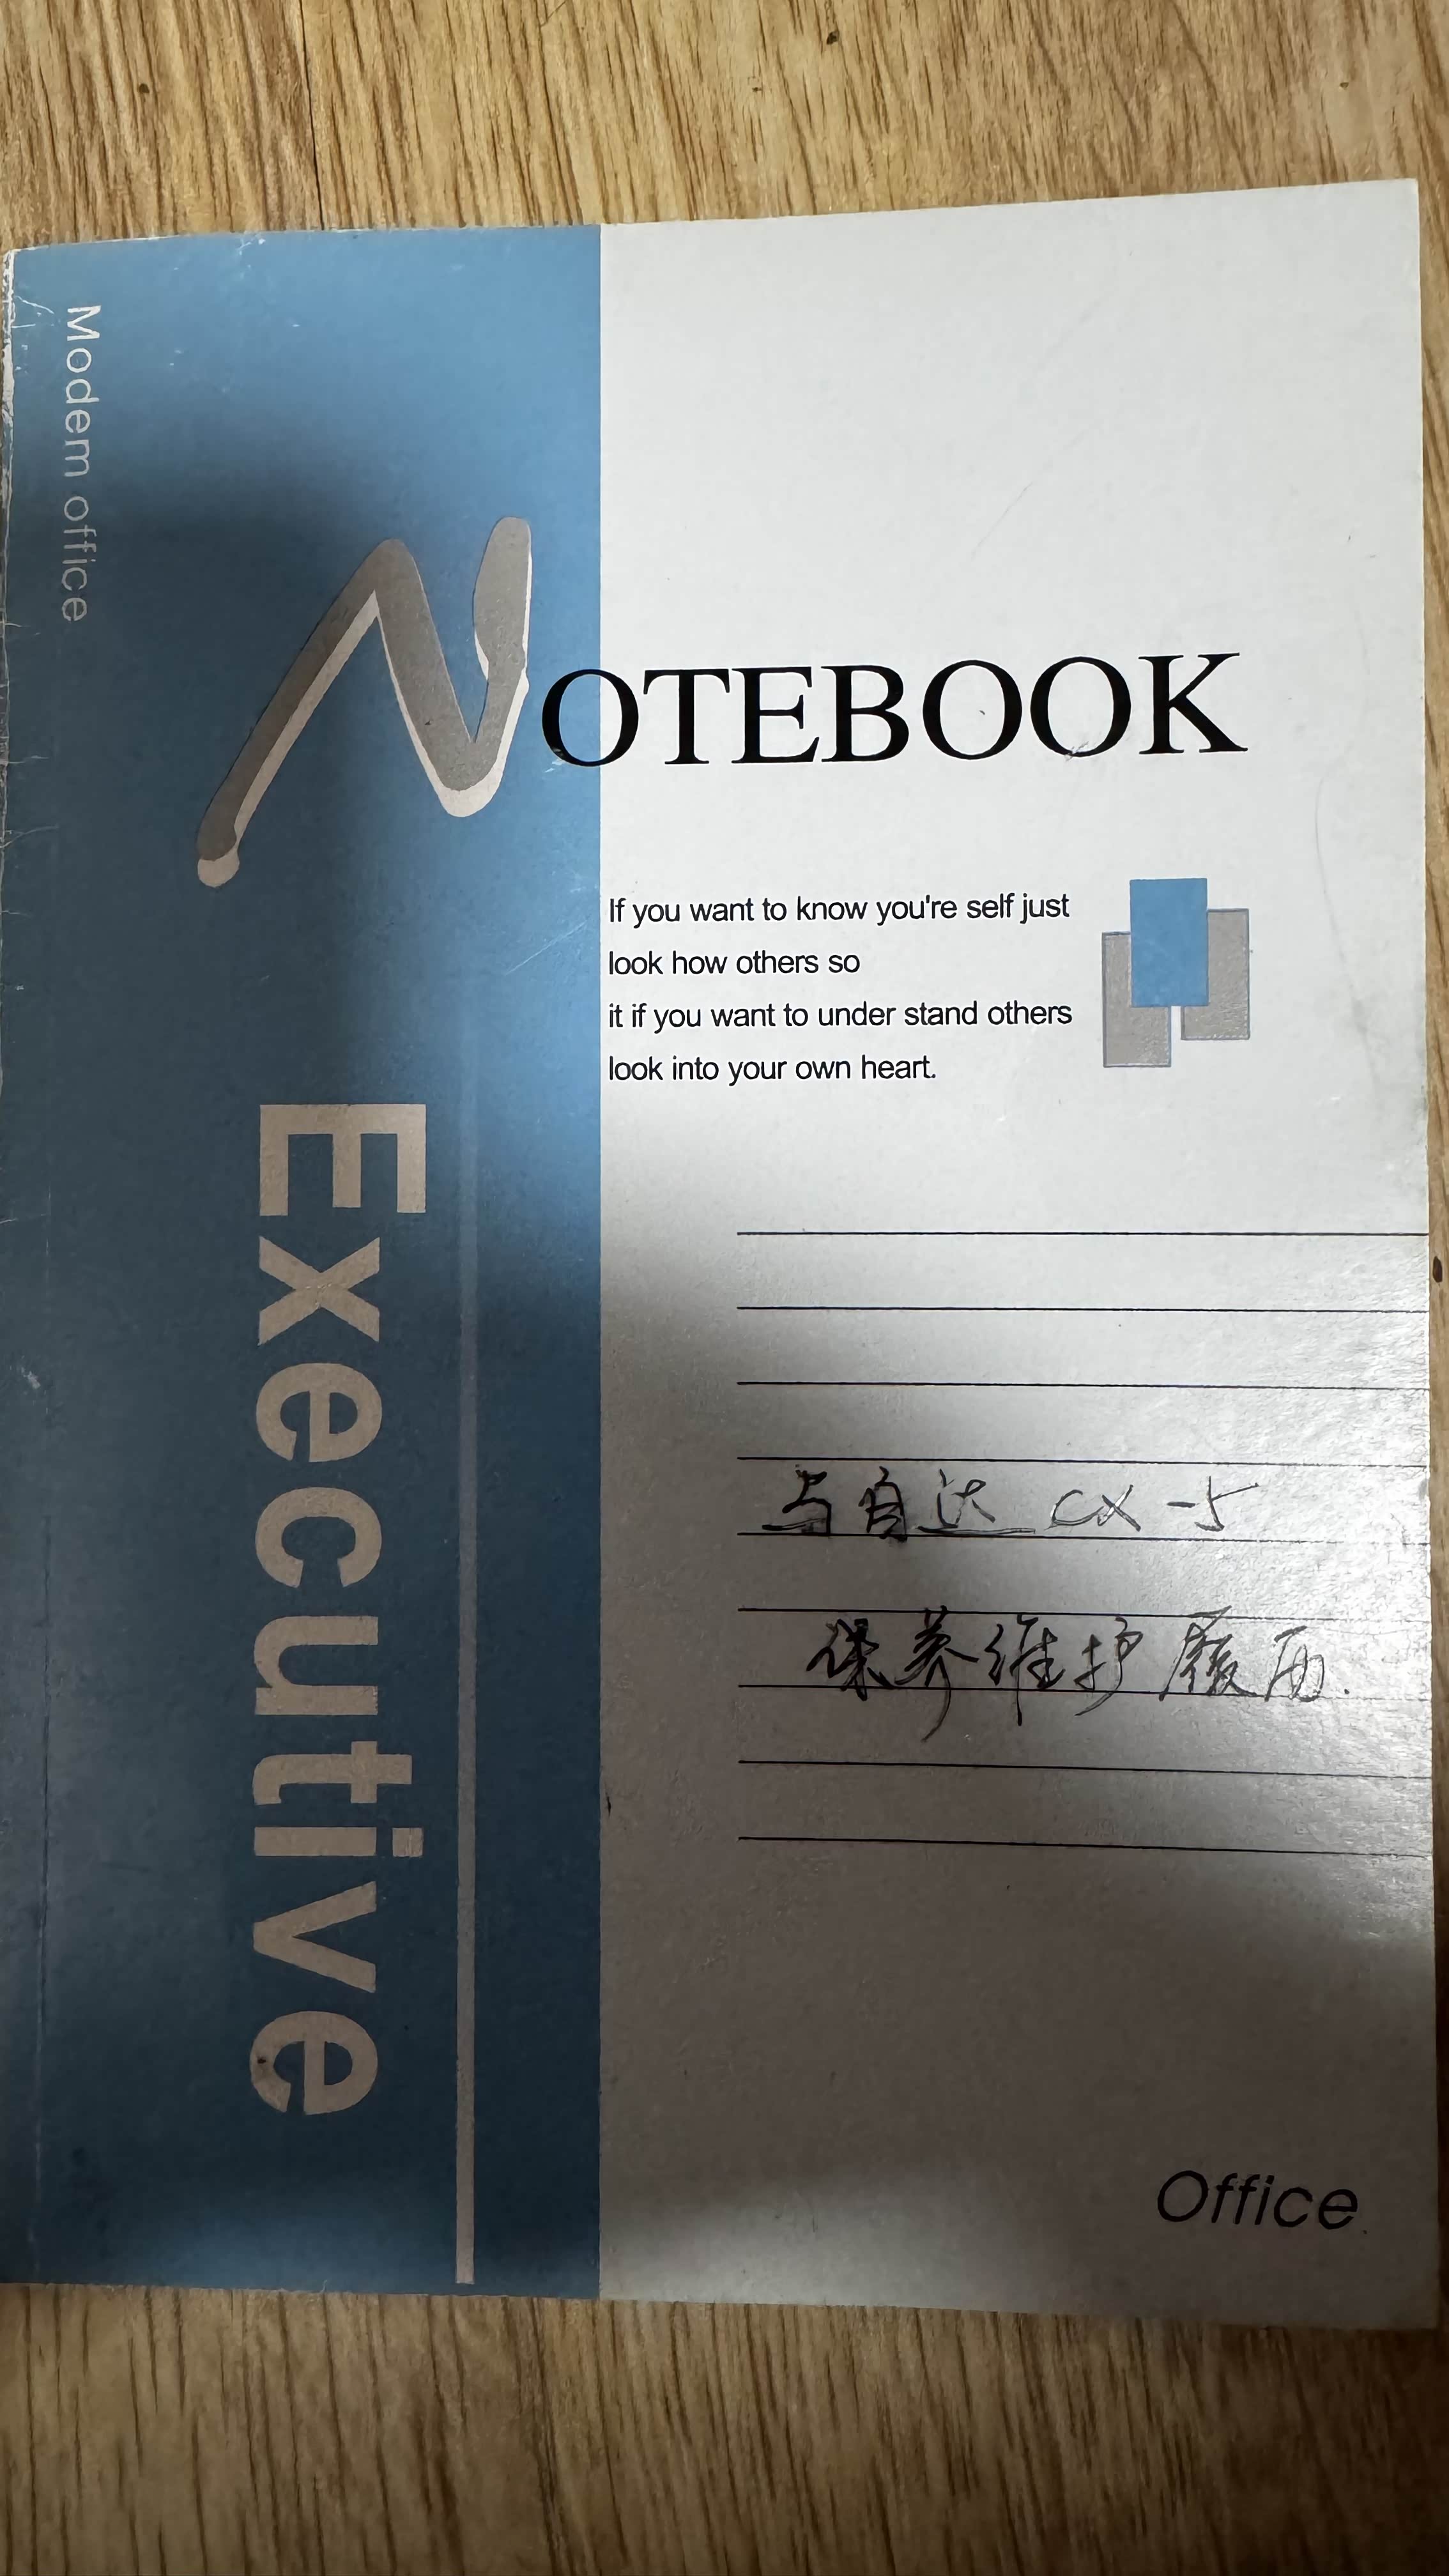 Modem office
NOTEBOOK
If you want to know you're self just
look how others so
it if you want to under stand others
look into your own heart.
Executive
马自达 CX-5
保养维护履历.
Office